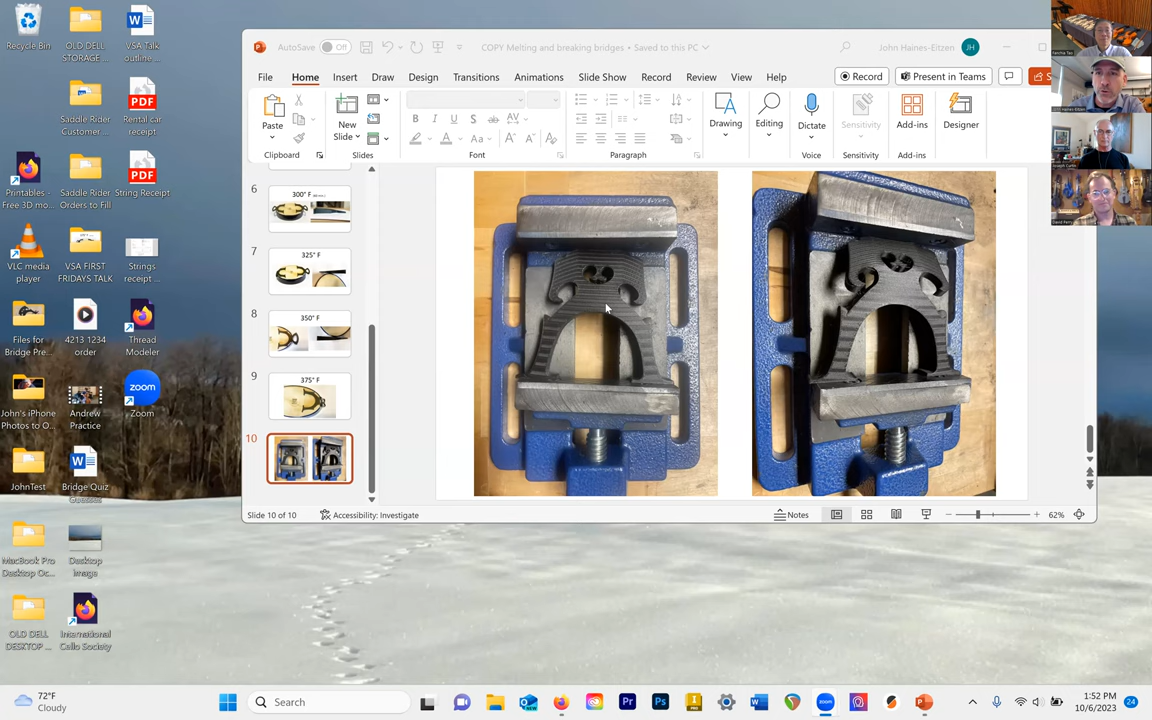 Recycle Bin
OLD DELL
STORAGE ...
VSA Talk
outline...
Saddle Rider
Customer...
Rental car
receipt
Printables -
Free 3D mo...
Saddle Rider
Orders to Fill
String Receipt
VLC media
player
VSA FIRST
FRIDAYS TALK
Strings
receipt ...
Files for
Bridge Pre...
4213 1234
order
Thread
Modeler
John's iPhone
Photos to O...
Andrew
Practice
zoom
Zoom
JohnTest
Bridge Quiz
MacBook Pro
Desktop Oc...
Desktop
image
OLD DELL
DESKTOP ...
International
Cello Society
AutoSave Off
COPY Melting and breaking bridges • Saved to this PC
John Haines-Eitzen JH
File Home Insert Draw Design Transitions Animations Slide Show Record Review View Help
Record Present in Teams
Paste
New
Slide
Drawing
Editing
Dictate
Sensitivity
Add-ins
Designer
Clipboard Slides Font Paragraph Voice Sensitivity Add-ins
6
300° F
7
325° F
8
350° F
9
375° F
10
Slide 10 of 10
Accessibility: Investigate
Notes
62%
72°F
Cloudy
Search
1:52 PM
10/6/2023
24